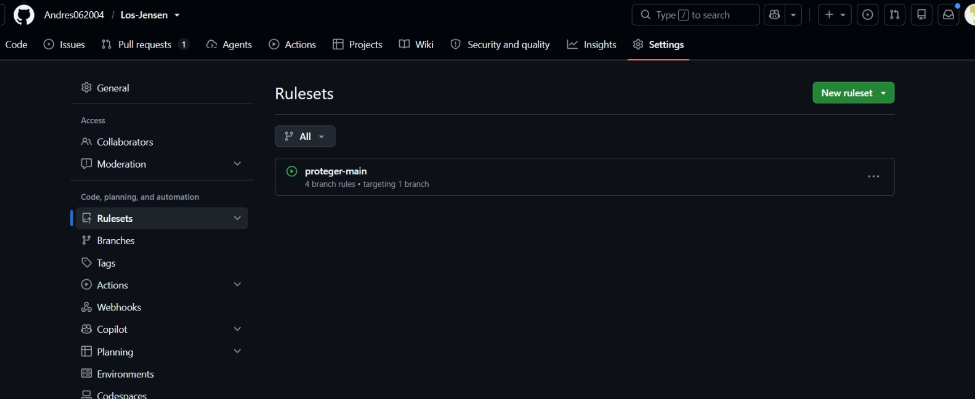 Andres062004 / Los-Jensen
Type / to search
Code Issues Pull requests 1 Agents Actions Projects Wiki Security and quality Insights Settings
General
Access
Collaborators
Moderation
Code, planning, and automation
Rulesets
Branches
Tags
Actions
Webhooks
Copilot
Planning
Environments
Codespaces
Rulesets
New ruleset
All
proteger-main
4 branch rules • targeting 1 branch